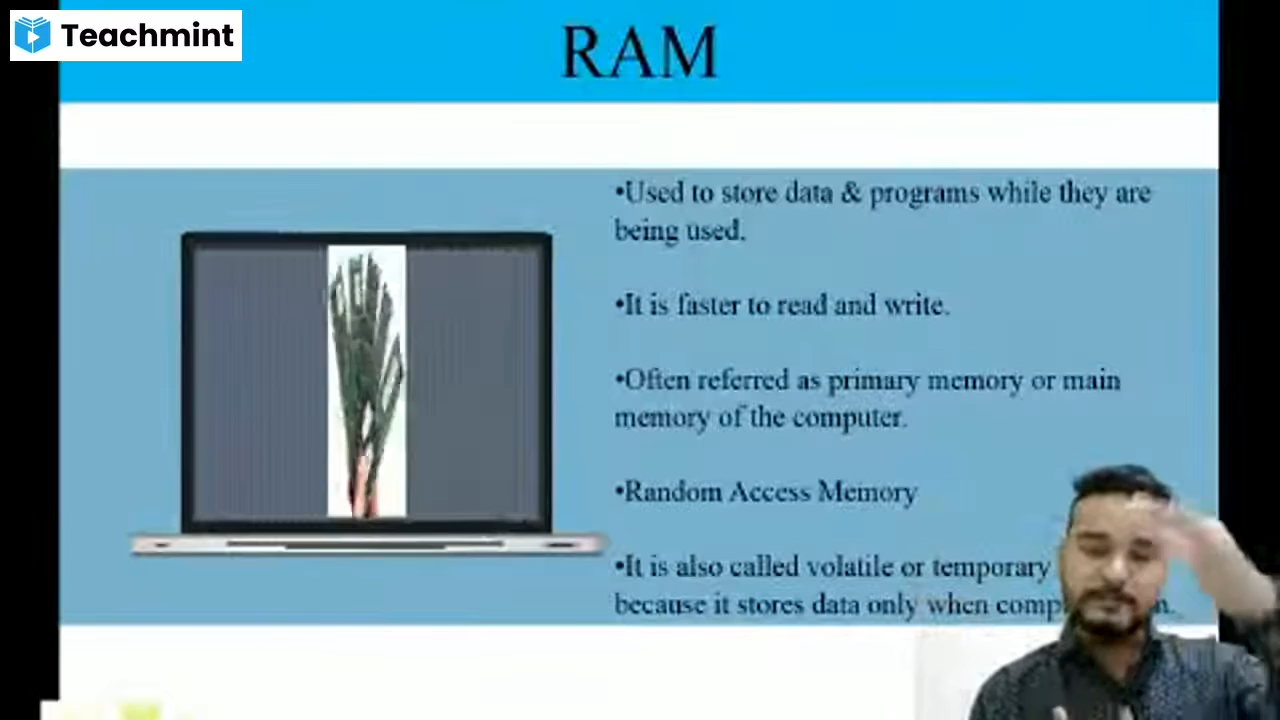 Teachmint
RAM
•Used to store data & programs while they are
being used.
•It is faster to read and write.
•Often referred as primary memory or main
memory of the computer.
•Random Access Memory
•It is also called volatile or temporary
because it stores data only when